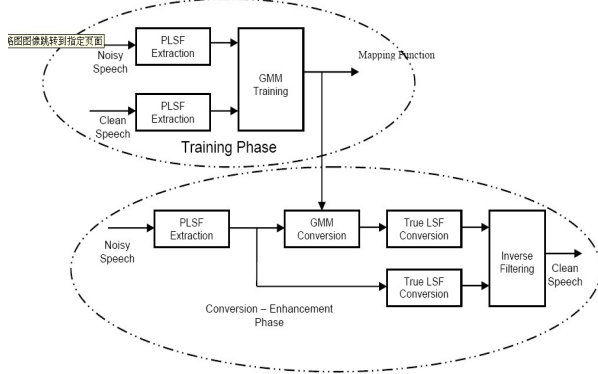 略图图像跳转到指定页面
Noisy
Speech
PLSF
Extraction
Clean
Speech
PLSF
Extraction
GMM
Training
Mapping Function
Training Phase
Noisy
Speech
PLSF
Extraction
GMM
Conversion
True LSF
Conversion
True LSF
Conversion
Inverse
Filtering
Clean
Speech
Conversion – Enhancement
Phase